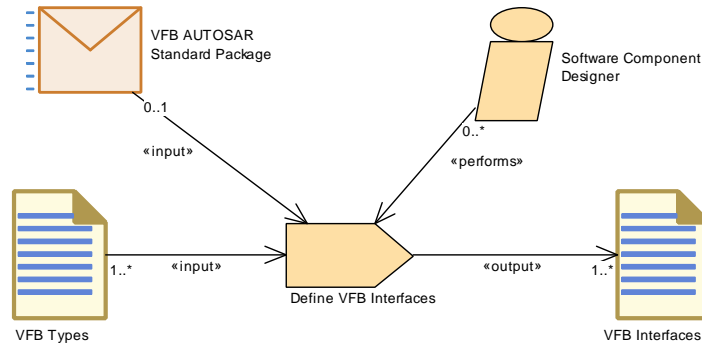 VFB AUTOSAR
Standard Package
Software Component
Designer
0..1
0..*
«input»
«performs»
1..*
«input»
«output»
1..*
Define VFB Interfaces
VFB Types
VFB Interfaces